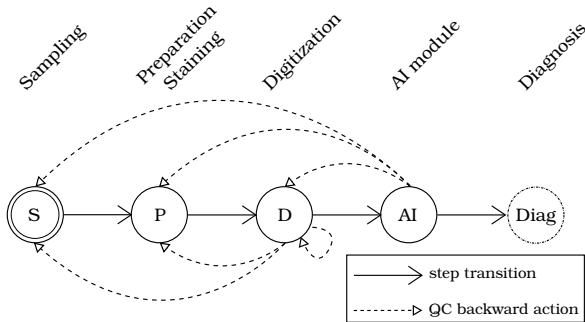 Sampling
Preparation
Staining
Digitization
AI module
Diagnosis
S
P
D
AI
Diag
step transition
QC backward action